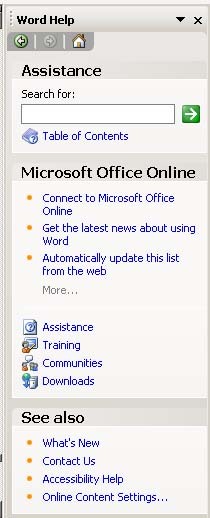 Word Help
Assistance
Search for:
Table of Contents
Microsoft Office Online
Connect to Microsoft Office
Online
Get the latest news about using
Word
Automatically update this list
from the web
More...
Assistance
Training
Communities
Downloads
See also
What's New
Contact Us
Accessibility Help
Online Content Settings...